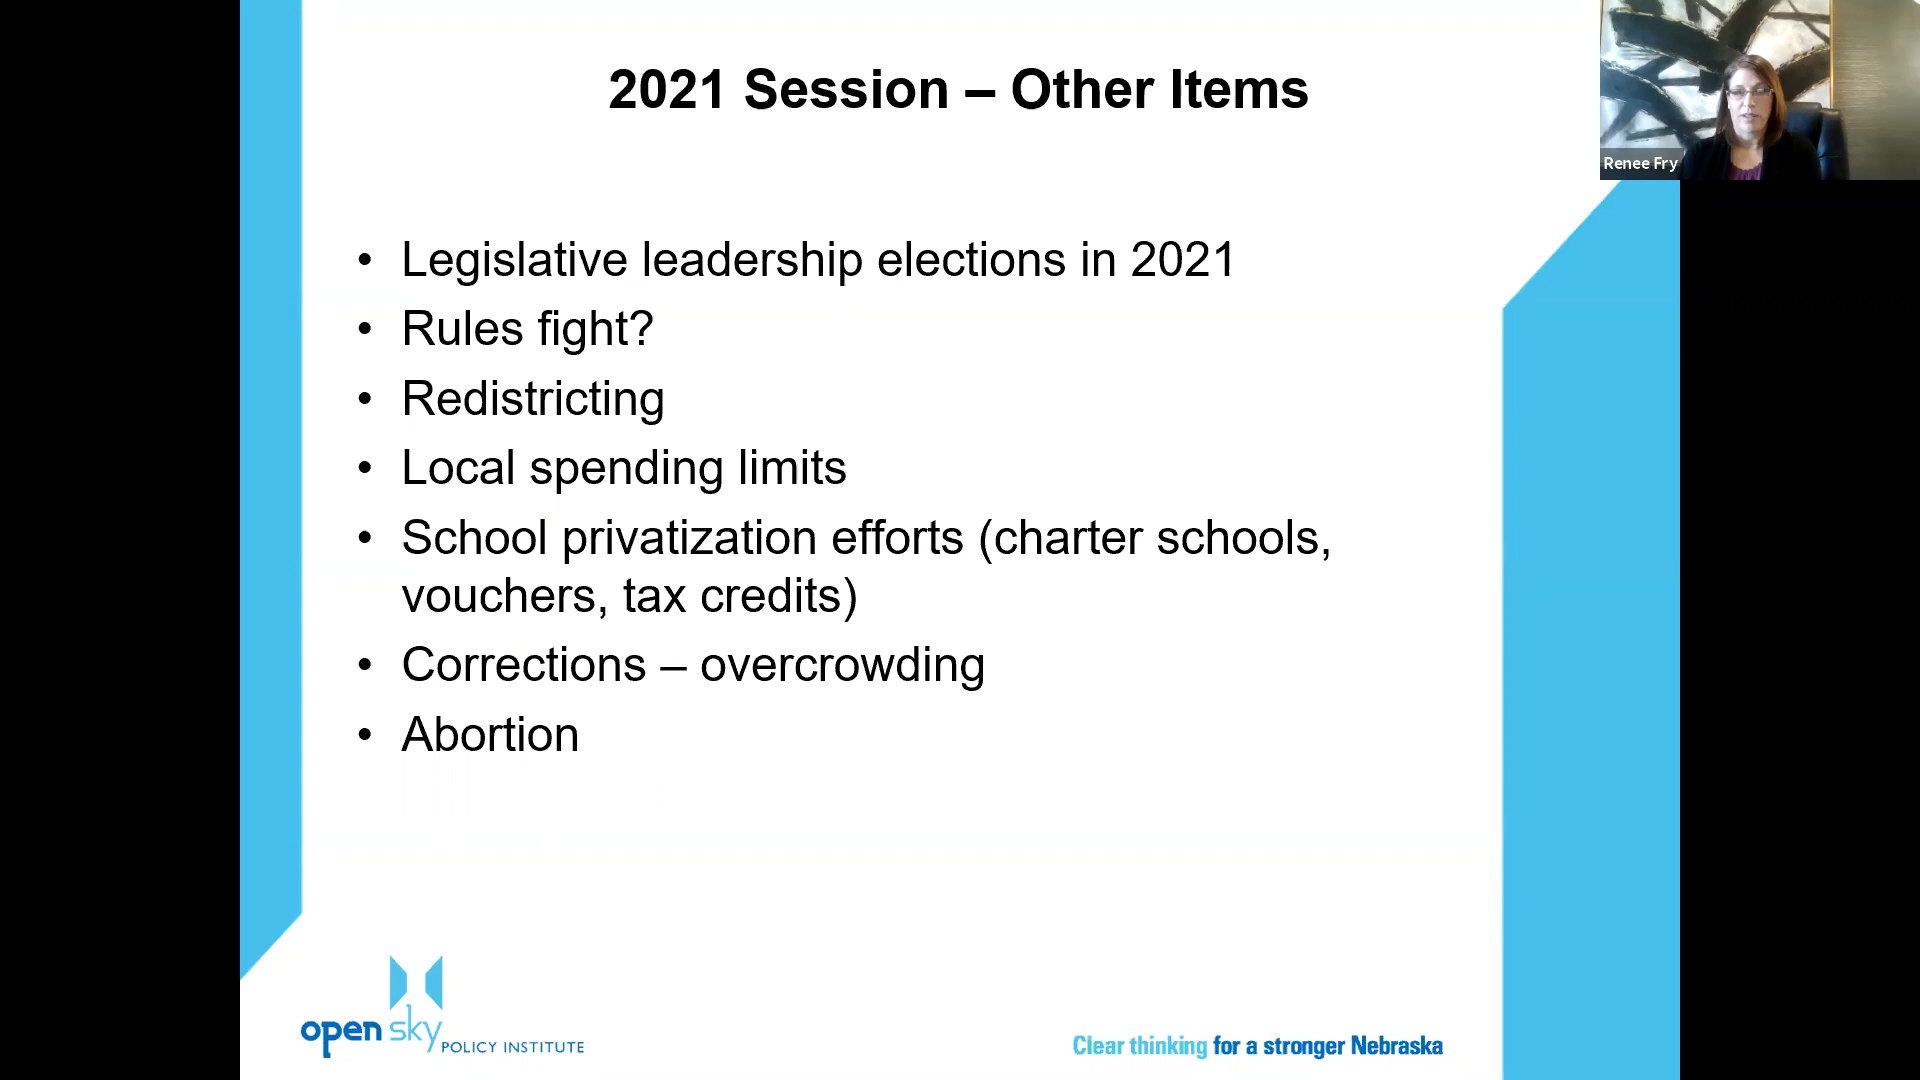 2021 Session – Other Items
Renee Fry
• Legislative leadership elections in 2021
• Rules fight?
• Redistricting
• Local spending limits
• School privatization efforts (charter schools,
vouchers, tax credits)
• Corrections – overcrowding
• Abortion
open sky
POLICY INSTITUTE
Clear thinking for a stronger Nebraska